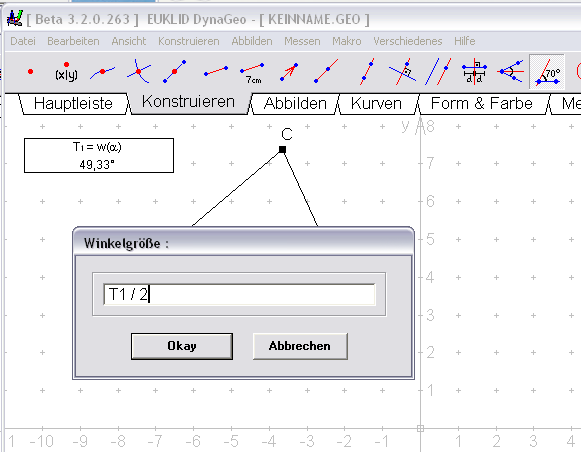 [ Beta 3.2.0.263 ] EUKLID DynaGeo - [ KEINNAME.GEO ]
Datei Bearbeiten Ansicht Konstruieren Abbilden Messen Makro Verschiedenes Hilfe
(x|y) 7cm d d 70°
Hauptleiste Konstruieren Abbilden Kurven Form & Farbe Me
C y 8
T1 = w(α)
49,33°
7
6
5
Winkelgröße :
4
T1 / 2
3
Okay Abbrechen
2
1
1 -10 -9 -8 -7 -6 -5 -4 -3 -2 -1 1 2 3 4